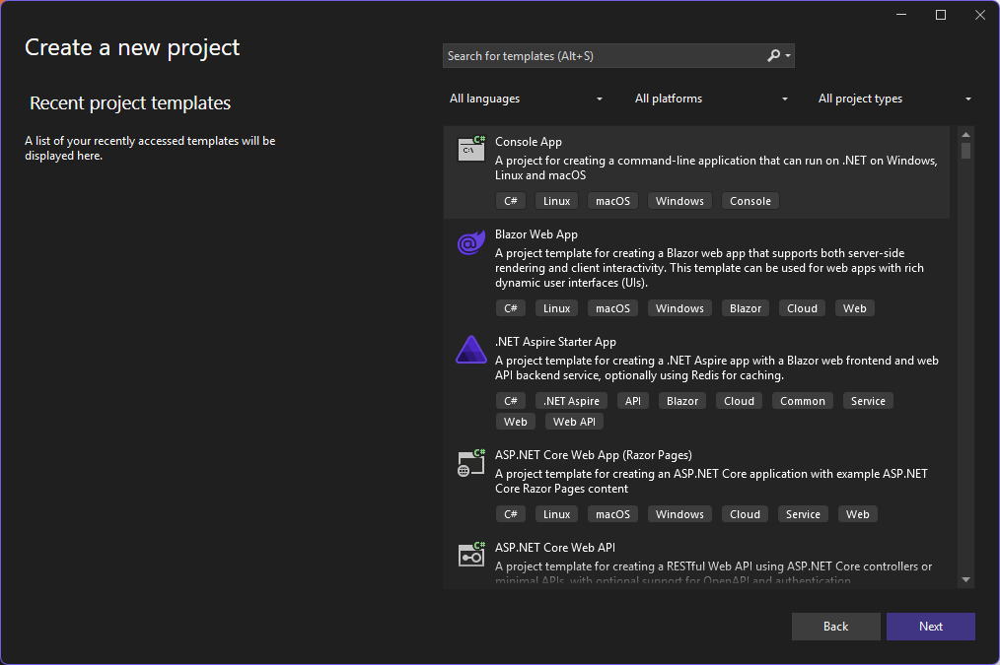 Create a new project
Search for templates (Alt+S)
Recent project templates
A list of your recently accessed templates will be
displayed here.
All languages
All platforms
All project types
C#
C:\
Console App
A project for creating a command-line application that can run on .NET on Windows,
Linux and macOS
C# Linux macOS Windows Console
Blazor Web App
A project template for creating a Blazor web app that supports both server-side
rendering and client interactivity. This template can be used for web apps with rich
dynamic user interfaces (UIs).
C# Linux macOS Windows Blazor Cloud Web
.NET Aspire Starter App
A project template for creating a .NET Aspire app with a Blazor web frontend and web
API backend service, optionally using Redis for caching.
C# .NET Aspire API Blazor Cloud Common Service
Web Web API
C#
ASP.NET Core Web App (Razor Pages)
A project template for creating an ASP.NET Core application with example ASP.NET
Core Razor Pages content
C# Linux macOS Windows Cloud Service Web
C#
ASP.NET Core Web API
A project template for creating a RESTful Web API using ASP.NET Core controllers or
minimal APIs, with optional support for OpenAPI and authentication.
Back
Next